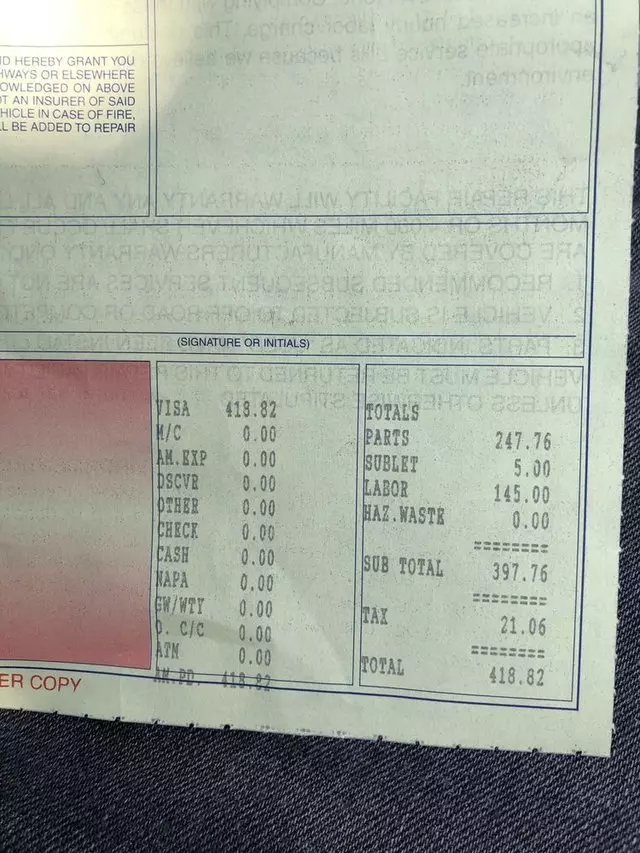 HEREBY GRANT YOU
HWAYS OR ELSEWHERE
OWLEDGED ON ABOVE
OT AN INSURER OF SAID
HICLE IN CASE OF FIRE,
LL BE ADDED TO REPAIR
(SIGNATURE OR INITIALS)
VISA 418.82
M/C 0.00
AM.EXP 0.00
DSCVR 0.00
OTHER 0.00
CHECK 0.00
CASH 0.00
NAPA 0.00
GW/WTY 0.00
O. C/C 0.00
ATM 0.00
AM.PD. 418.82
TOTALS
PARTS 247.76
SUBLET 5.00
LABOR 145.00
HAZ.WASTE 0.00
========
SUB TOTAL 397.76
========
TAX 21.06
========
TOTAL 418.82
ER COPY